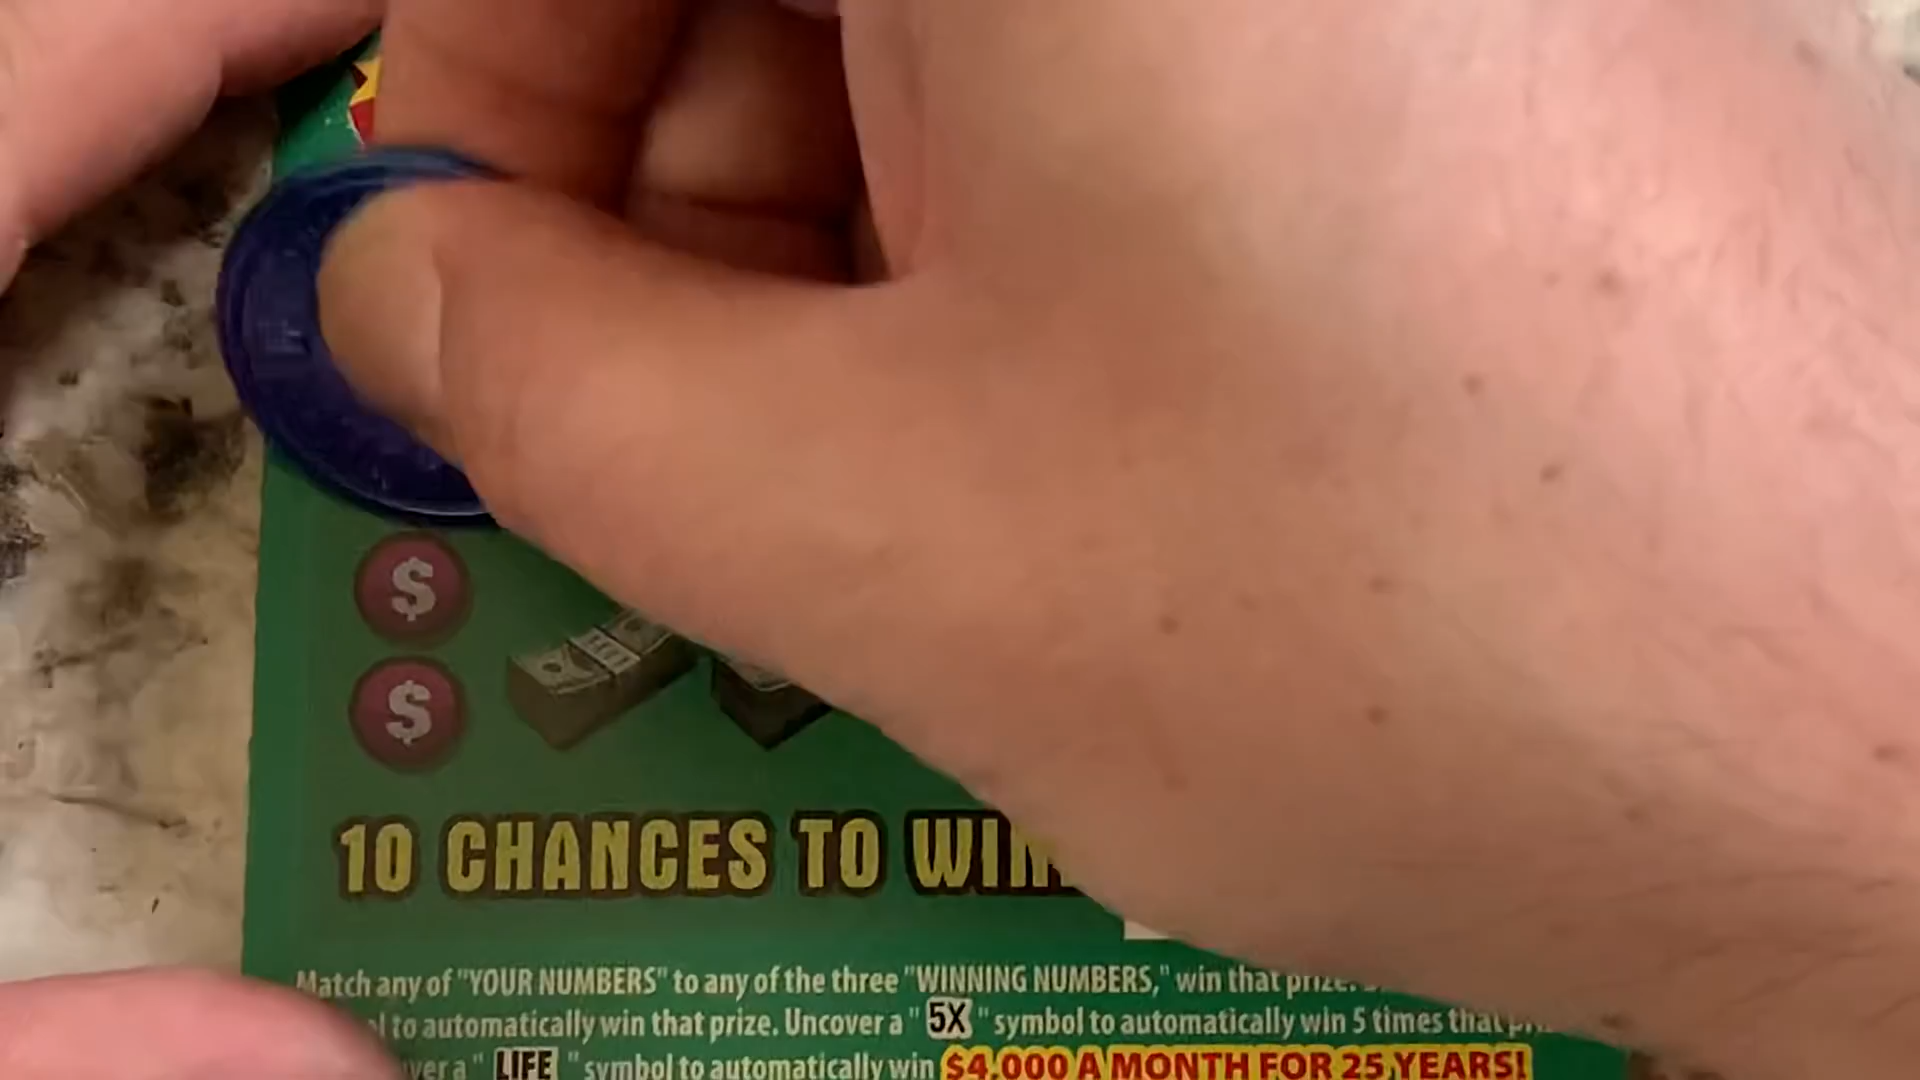 $
$
10 CHANCES TO WIN
Match any of "YOUR NUMBERS" to any of the three "WINNING NUMBERS," win that prize.
to automatically win that prize. Uncover a " 5X " symbol to automatically win 5 times that
a " LIFE " symbol to automatically win $4,000 A MONTH FOR 25 YEARS!